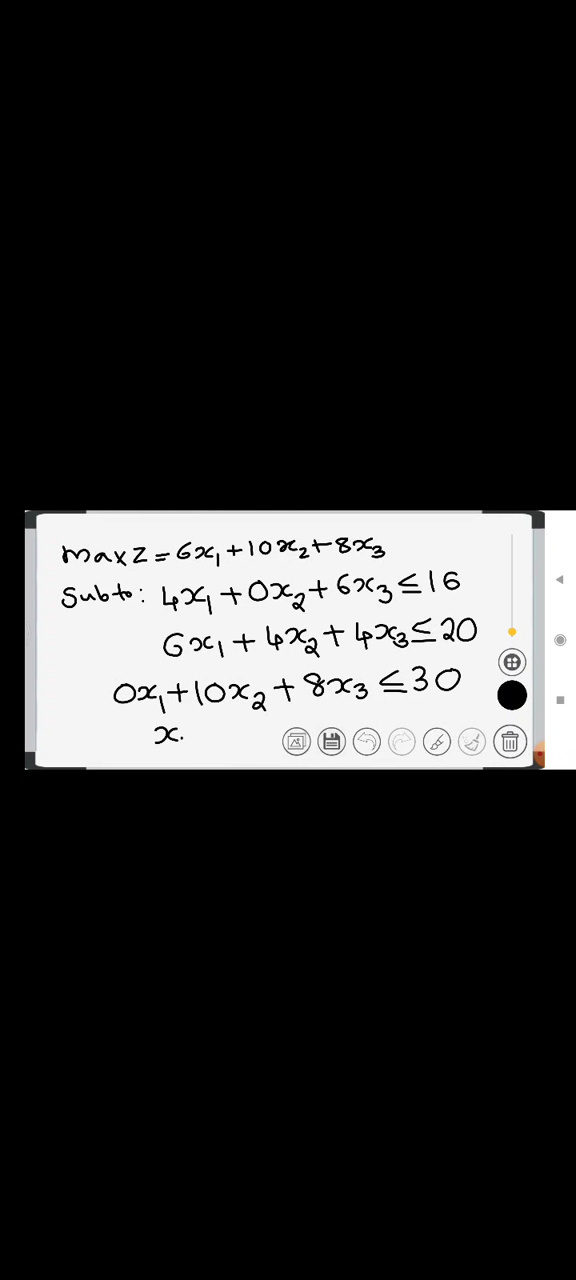 max Z = 6x₁ + 10x₂ + 8x₃
Sub to: 4x₁ + 0x₂ + 6x₃ ≤ 16
6x₁ + 4x₂ + 4x₃ ≤ 20
0x₁ + 10x₂ + 8x₃ ≤ 30
x.